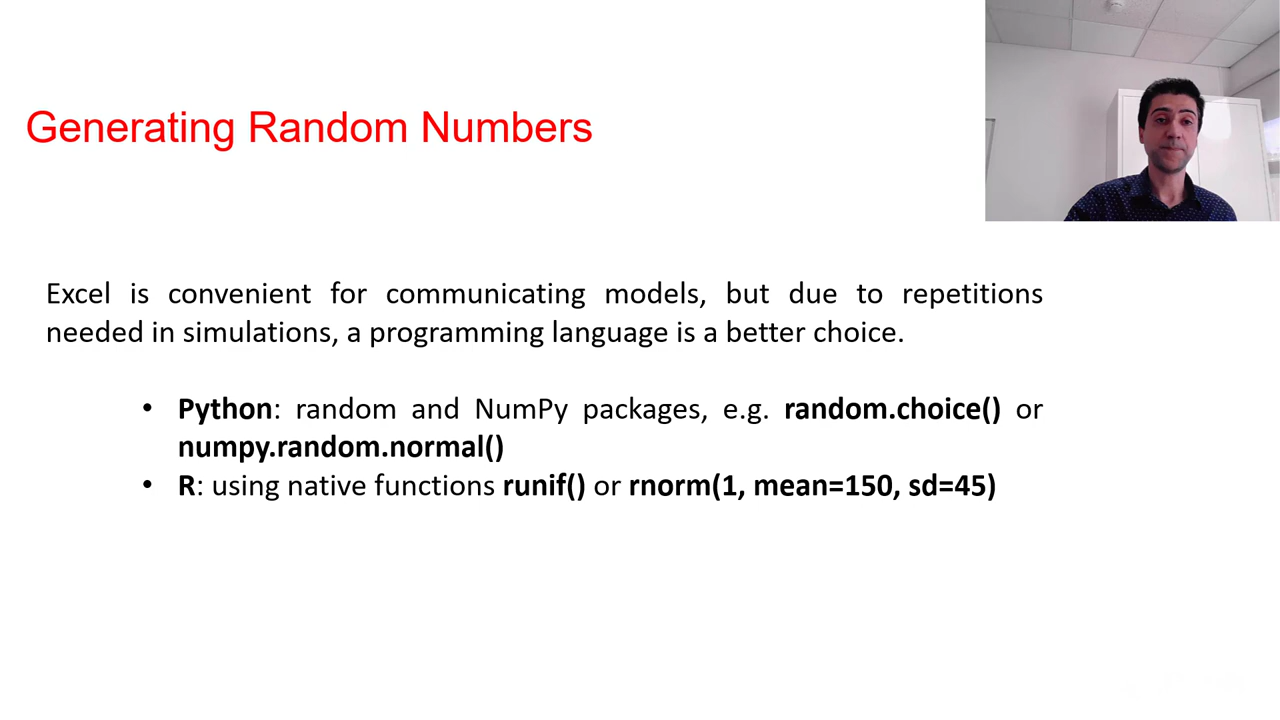 Generating Random Numbers
Excel is convenient for communicating models, but due to repetitions
needed in simulations, a programming language is a better choice.
• Python: random and NumPy packages, e.g. random.choice() or
numpy.random.normal()
• R: using native functions runif() or rnorm(1, mean=150, sd=45)